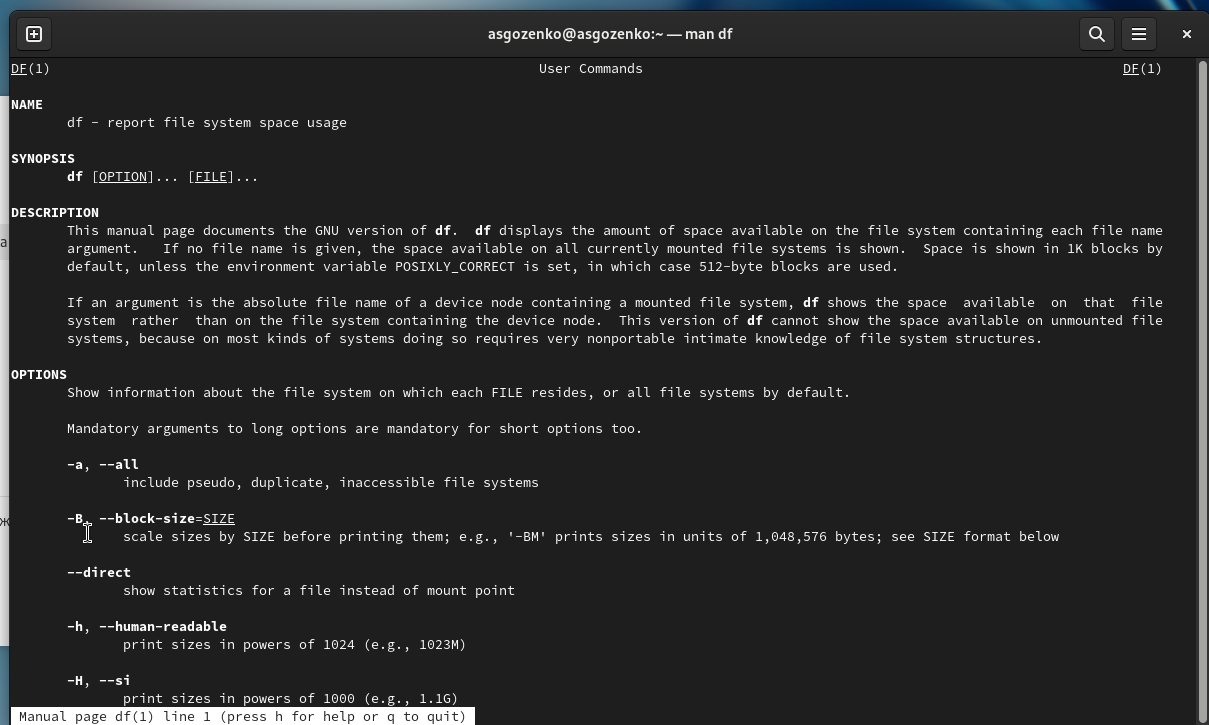 asgozenko@asgozenko:~ — man df
DF(1) User Commands DF(1)
NAME
df - report file system space usage
SYNOPSIS
df [OPTION]... [FILE]...
DESCRIPTION
This manual page documents the GNU version of df.  df displays the amount of space available on the file system containing each file name
argument.   If no file name is given, the space available on all currently mounted file systems is shown.  Space is shown in 1K blocks by
default, unless the environment variable POSIXLY_CORRECT is set, in which case 512-byte blocks are used.
If an argument is the absolute file name of a device node containing a mounted file system, df shows the space  available  on  that  file
system  rather  than on the file system containing the device node.  This version of df cannot show the space available on unmounted file
systems, because on most kinds of systems doing so requires very nonportable intimate knowledge of file system structures.
OPTIONS
Show information about the file system on which each FILE resides, or all file systems by default.
Mandatory arguments to long options are mandatory for short options too.
-a, --all
include pseudo, duplicate, inaccessible file systems
-B, --block-size=SIZE
scale sizes by SIZE before printing them; e.g., '-BM' prints sizes in units of 1,048,576 bytes; see SIZE format below
--direct
show statistics for a file instead of mount point
-h, --human-readable
print sizes in powers of 1024 (e.g., 1023M)
-H, --si
print sizes in powers of 1000 (e.g., 1.1G)
Manual page df(1) line 1 (press h for help or q to quit)
а
ж